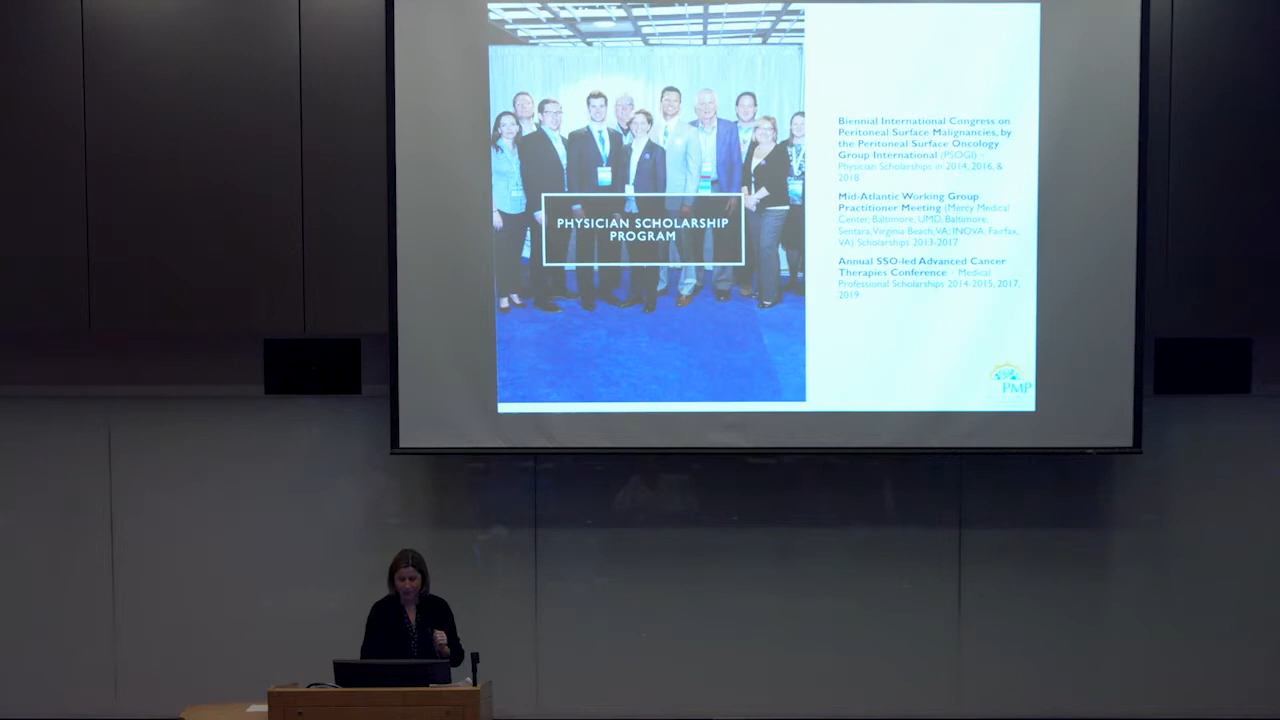 PHYSICIAN SCHOLARSHIP
PROGRAM
Biennial International Congress on
Peritoneal Surface Malignancies, by
the Peritoneal Surface Oncology
Group International (PSOGI) –
Physician Scholarships in 2014, 2016, &
2018
Mid-Atlantic Working Group
Practitioner Meeting (Mercy Medical
Center, Baltimore; UMD, Baltimore;
Sentara, Virginia Beach, VA; INOVA, Fairfax,
VA) Scholarships 2013-2017
Annual SSO-led Advanced Cancer
Therapies Conference – Medical
Professional Scholarships 2014-2015, 2017,
2019
PMP